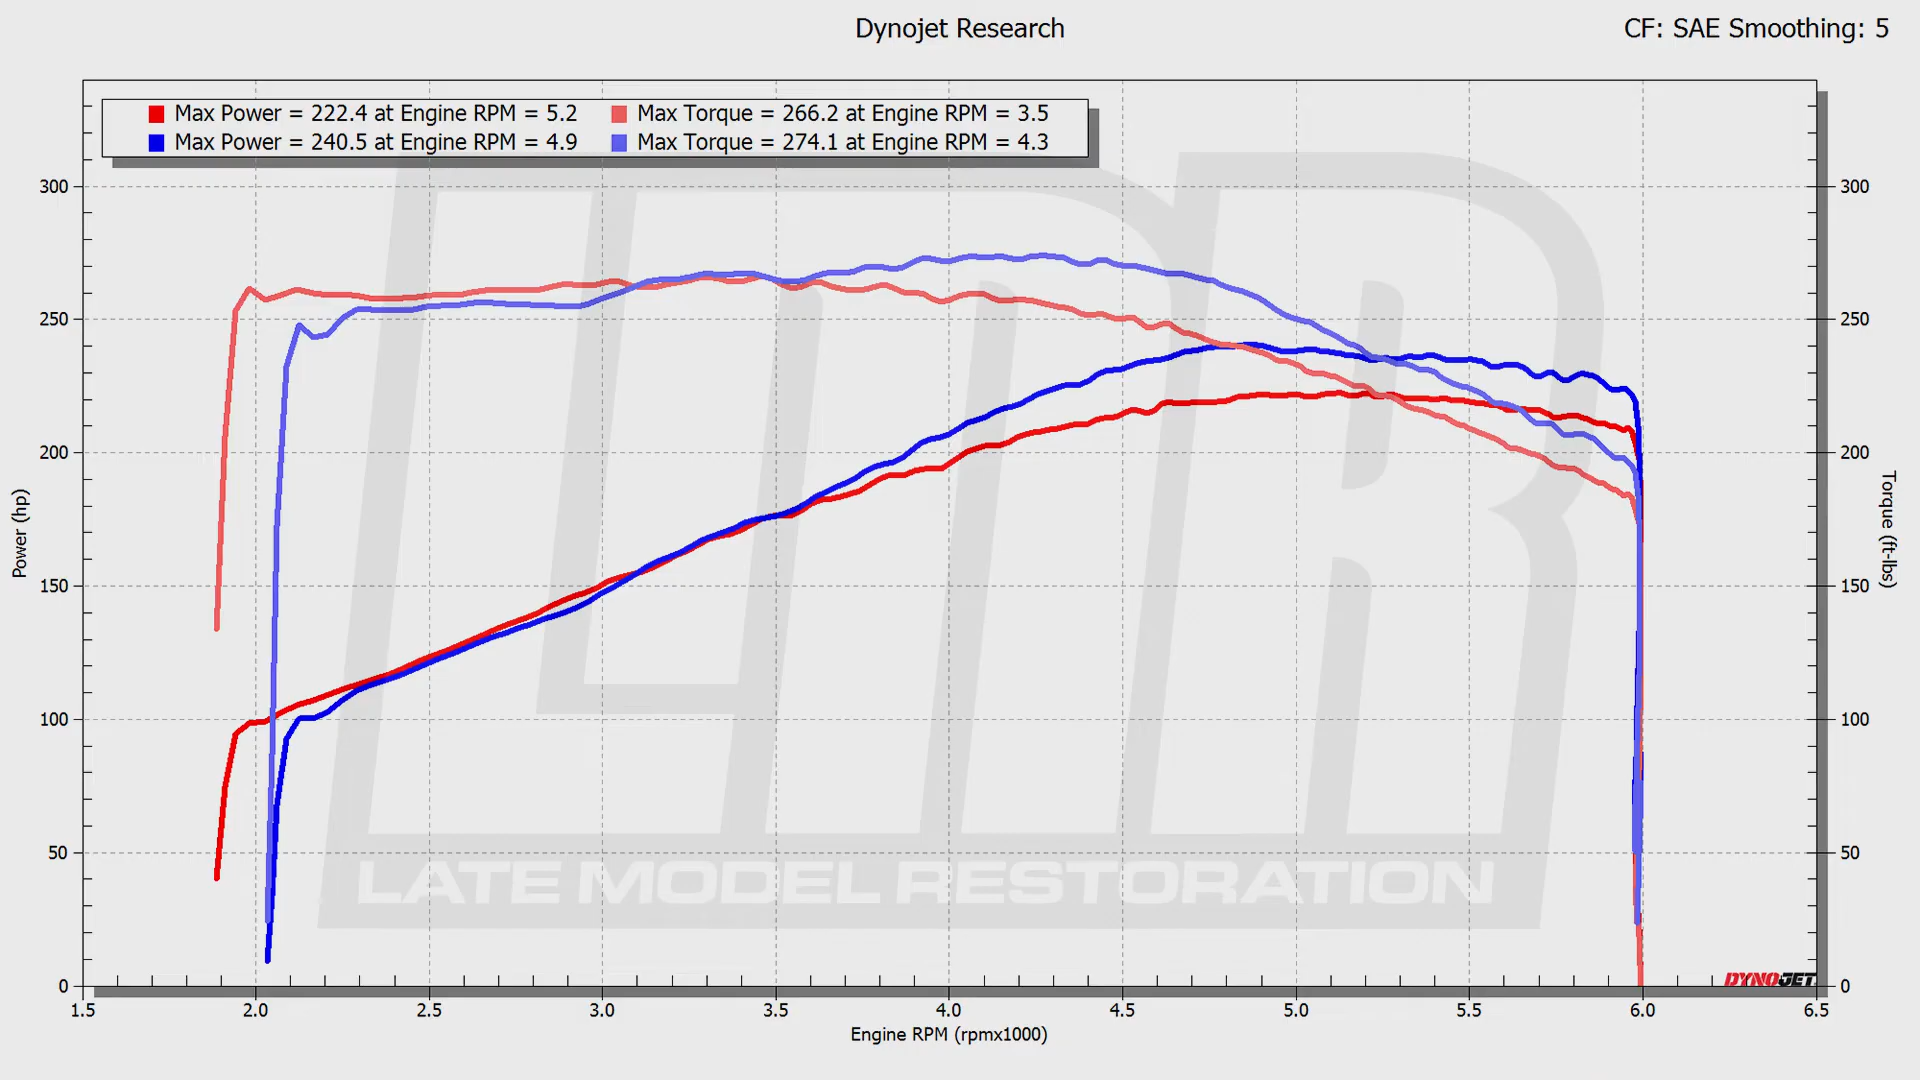 Dynojet Research
CF: SAE Smoothing: 5
Max Power = 222.4 at Engine RPM = 5.2 Max Torque = 266.2 at Engine RPM = 3.5
Max Power = 240.5 at Engine RPM = 4.9 Max Torque = 274.1 at Engine RPM = 4.3
300 300
250 250
200 200
Power (hp)
Torque (ft-lbs)
150 150
100 100
50 50
LMR
LATE MODEL RESTORATION
DYNOJET
0 0
1.5 2.0 2.5 3.0 3.5 4.0 4.5 5.0 5.5 6.0 6.5
Engine RPM (rpmx1000)